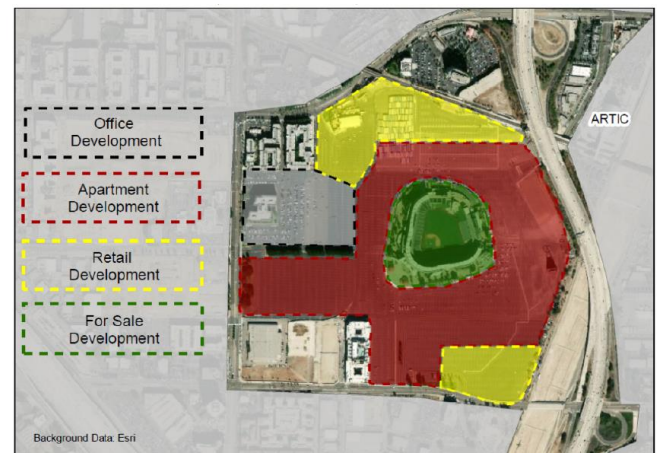 Office
Development
Apartment
Development
Retail
Development
For Sale
Development
ARTIC
Background Data: Esri